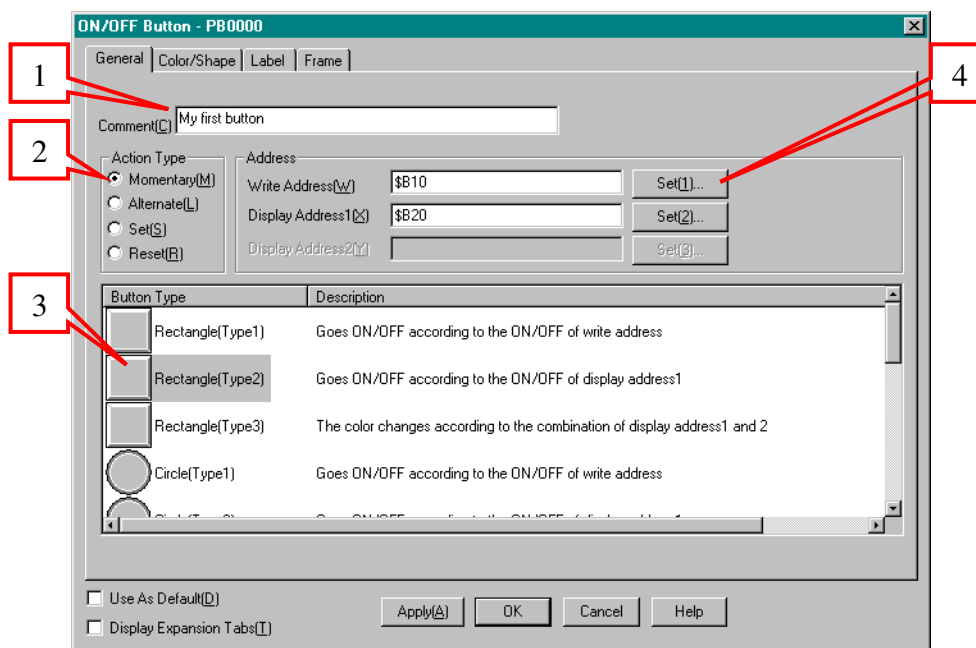 ON/OFF Button - PB0000
General Color/Shape Label Frame
1
4
Comment(C) My first button
2
Action Type
Momentary(M)
Alternate(L)
Set(S)
Reset(R)
Address
Write Address(W) $B10 Set(1)...
Display Address1(X) $B20 Set(2)...
Display Address2(Y) Set(3)...
3
Button Type Description
Rectangle(Type1) Goes ON/OFF according to the ON/OFF of write address
Rectangle(Type2) Goes ON/OFF according to the ON/OFF of display address1
Rectangle(Type3) The color changes according to the combination of display address1 and 2
Circle(Type1) Goes ON/OFF according to the ON/OFF of write address
Use As Default(D)
Display Expansion Tabs(T)
Apply(A) OK Cancel Help